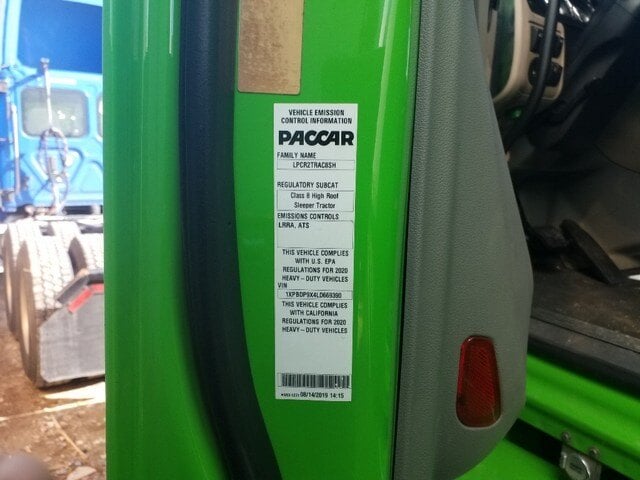 VEHICLE EMISSION
CONTROL INFORMATION
PACCAR
FAMILY NAME
LPCR2TRAC8SH
REGULATORY SUBCAT
Class 8 High Roof
Sleeper Tractor
EMISSIONS CONTROLS
LRRA, ATS
THIS VEHICLE COMPLIES
WITH U.S. EPA
REGULATIONS FOR 2020
HEAVY-DUTY VEHICLES
VIN
1XPBDP9X4LD669390
THIS VEHICLE COMPLIES
WITH CALIFORNIA
REGULATIONS FOR 2020
HEAVY-DUTY VEHICLES
08/14/2019 14:15